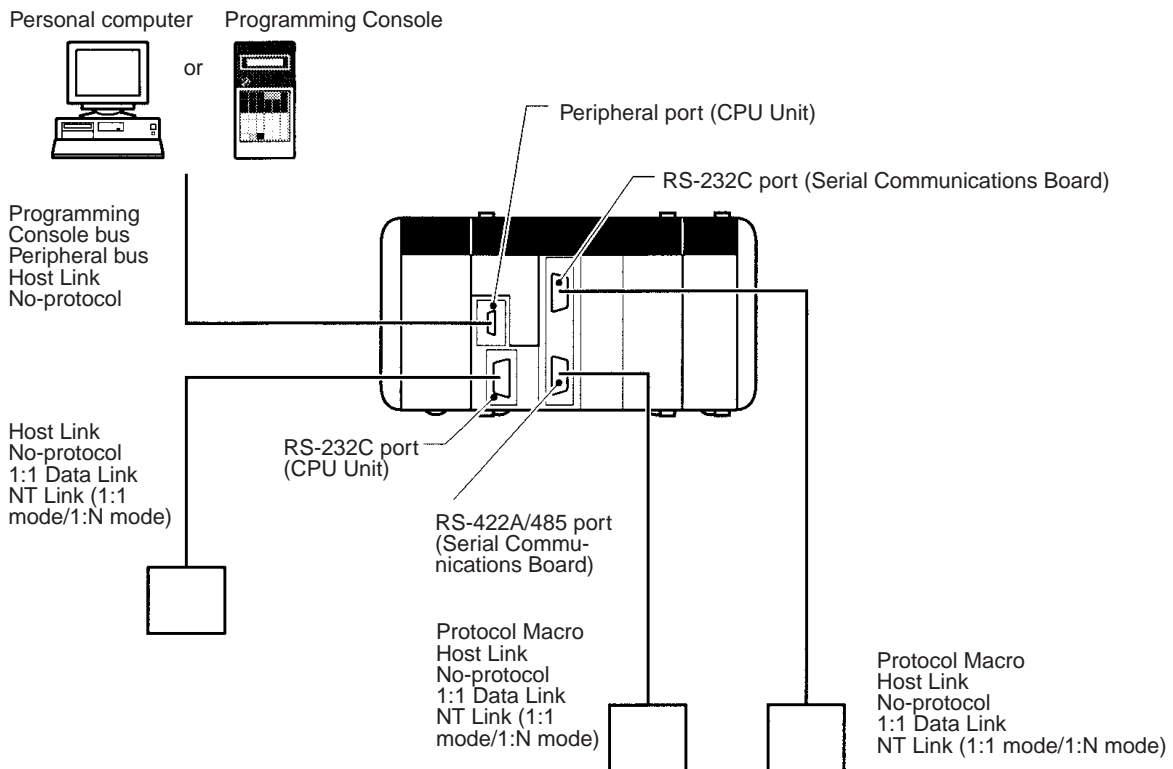 Personal computer
Programming Console
or
Peripheral port (CPU Unit)
RS-232C port (Serial Communications Board)
Programming
Console bus
Peripheral bus
Host Link
No-protocol
Host Link
No-protocol
1:1 Data Link
NT Link (1:1
mode/1:N mode)
RS-232C port
(CPU Unit)
RS-422A/485 port
(Serial Commu-
nications Board)
Protocol Macro
Host Link
No-protocol
1:1 Data Link
NT Link (1:1
mode/1:N mode)
Protocol Macro
Host Link
No-protocol
1:1 Data Link
NT Link (1:1 mode/1:N mode)